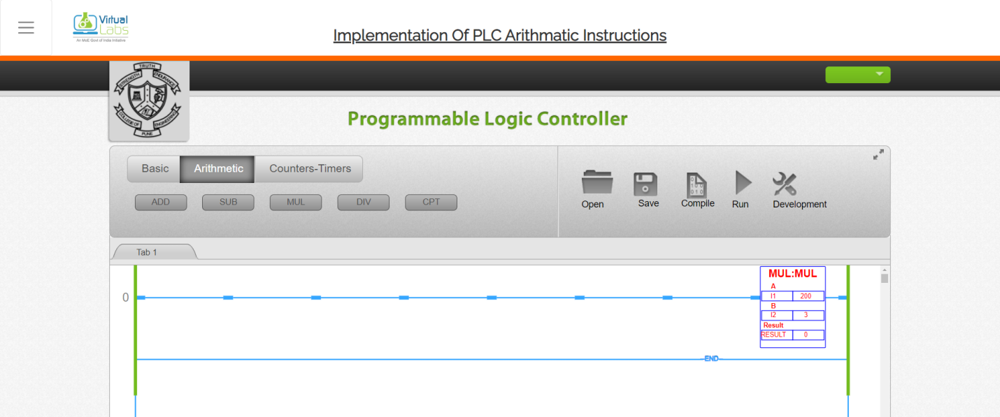 Virtual
Labs
An MoE Govt of India Initiative
Implementation Of PLC Arithmatic Instructions
TRUTH
STRENGTH
ENDURANCE
COLLEGE OF
ENGINEERING
PUNE
Programmable Logic Controller
Basic
Arithmetic
Counters-Timers
ADD
SUB
MUL
DIV
CPT
Open
Save
Compile
Run
Development
Tab 1
0
MUL:MUL
A
I1 200
B
I2 3
Result
RESULT 0
END